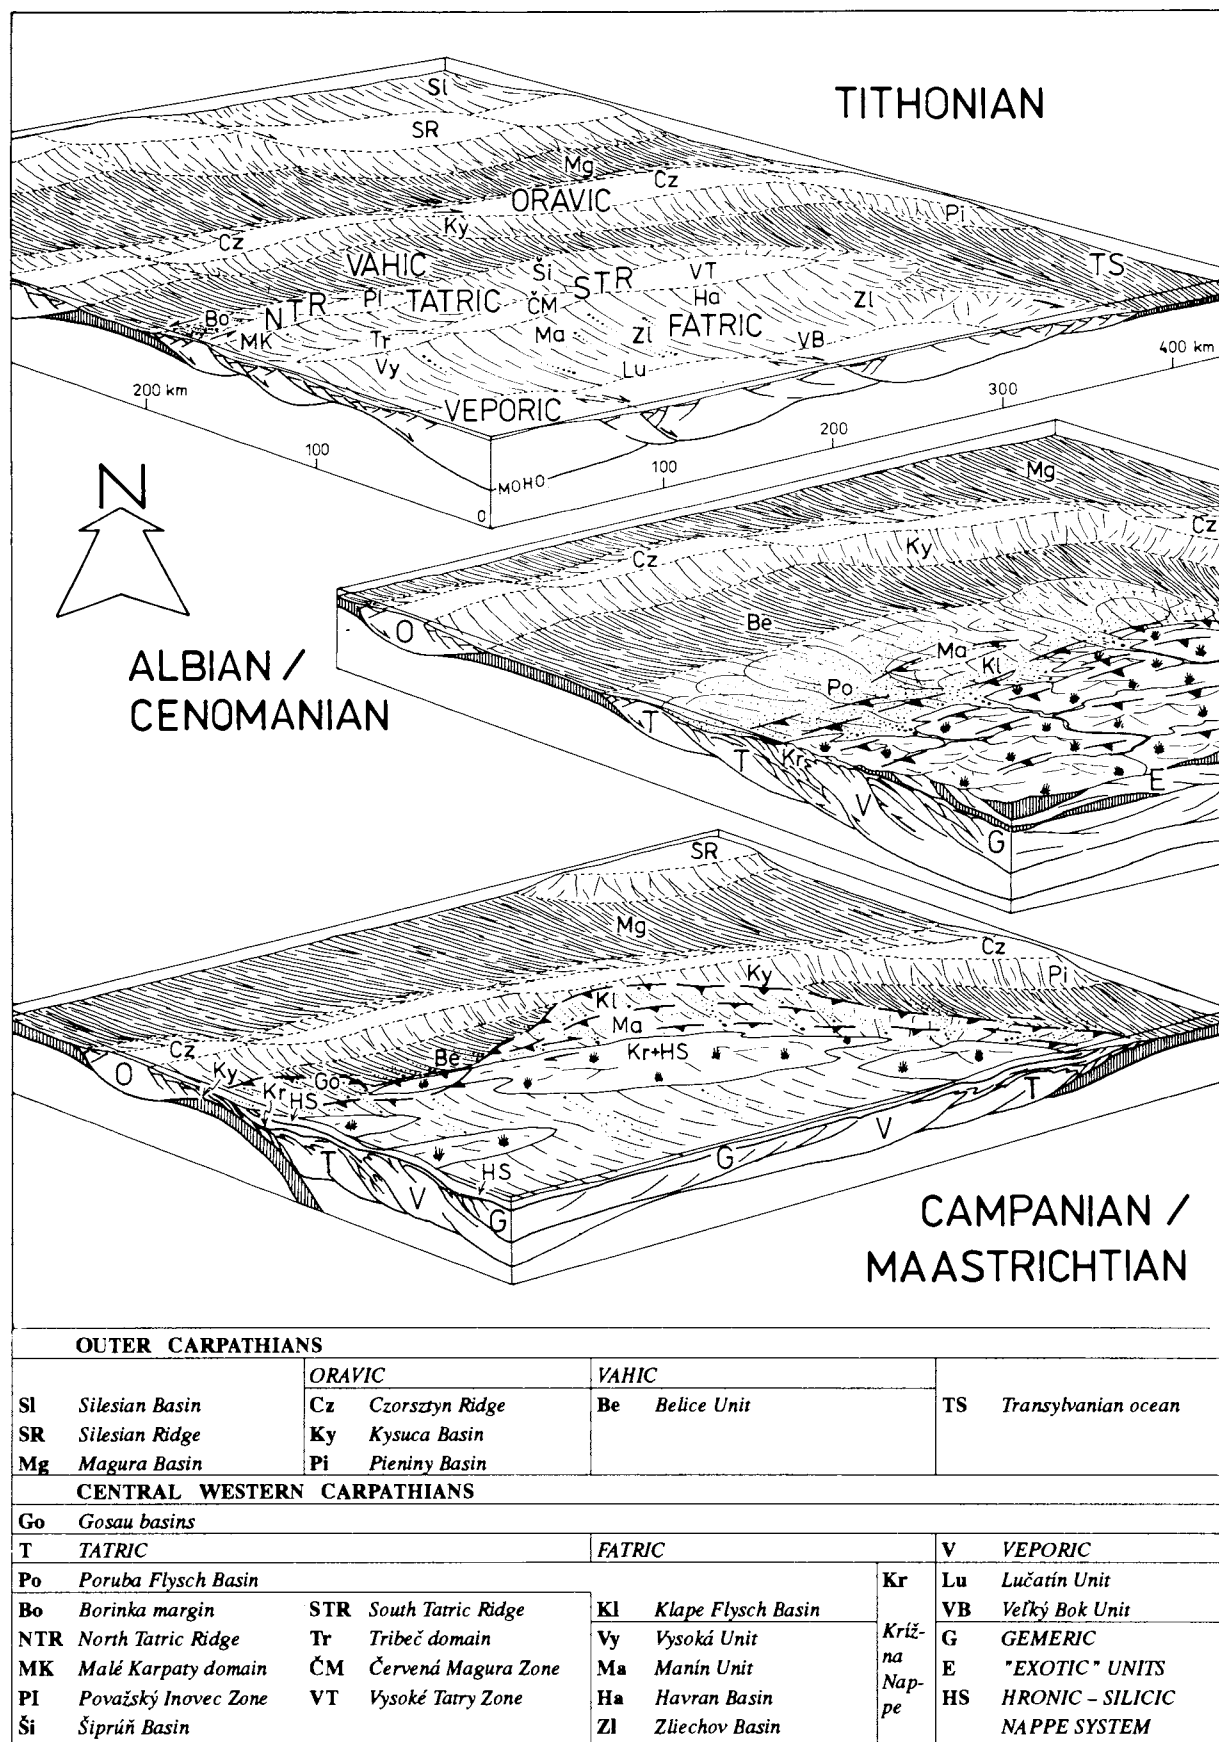 TITHONIAN
Sl
SR
Mg
Cz
ORAVIC
Pi
Ky
Cz
VAHIC
Ši
STR
VT
TS
Bo
NTR
PI
TATRIC
ČM
Ha
Zl
MK
Tr
Ma
Zl
FATRIC
VB
Vy
Lu
VEPORIC
200 km
100
MOHO
0
100
200
300
400 km
N
ALBIAN /
CENOMANIAN
Mg
Cz
Ky
Cz
Be
O
Ma
Kl
Po
T
T
Kr
V
G
E
SR
Mg
Cz
Ky
Pi
Kl
Ma
Cz
Be
Kr+HS
O
Ky
Go
Kr
HS
T
V
HS
G
G
V
T
CAMPANIAN /
MAASTRICHTIAN
OUTER CARPATHIANS
ORAVIC VAHIC
Sl Silesian Basin Cz Czorsztyn Ridge Be Belice Unit TS Transylvanian ocean
SR Silesian Ridge Ky Kysuca Basin
Mg Magura Basin Pi Pieniny Basin
CENTRAL WESTERN CARPATHIANS
Go Gosau basins
T TATRIC FATRIC V VEPORIC
Po Poruba Flysch Basin Kr Lu Lučatín Unit
Bo Borinka margin STR South Tatric Ridge Kl Klape Flysch Basin VB Veľký Bok Unit
NTR North Tatric Ridge Tr Tribeč domain Vy Vysoká Unit Kríž- G GEMERIC
MK Malé Karpaty domain ČM Červená Magura Zone Ma Manín Unit na E "EXOTIC" UNITS
PI Považský Inovec Zone VT Vysoké Tatry Zone Ha Havran Basin Nap- HS HRONIC – SILICIC
Ši Šiprúň Basin Zl Zliechov Basin pe NAPPE SYSTEM